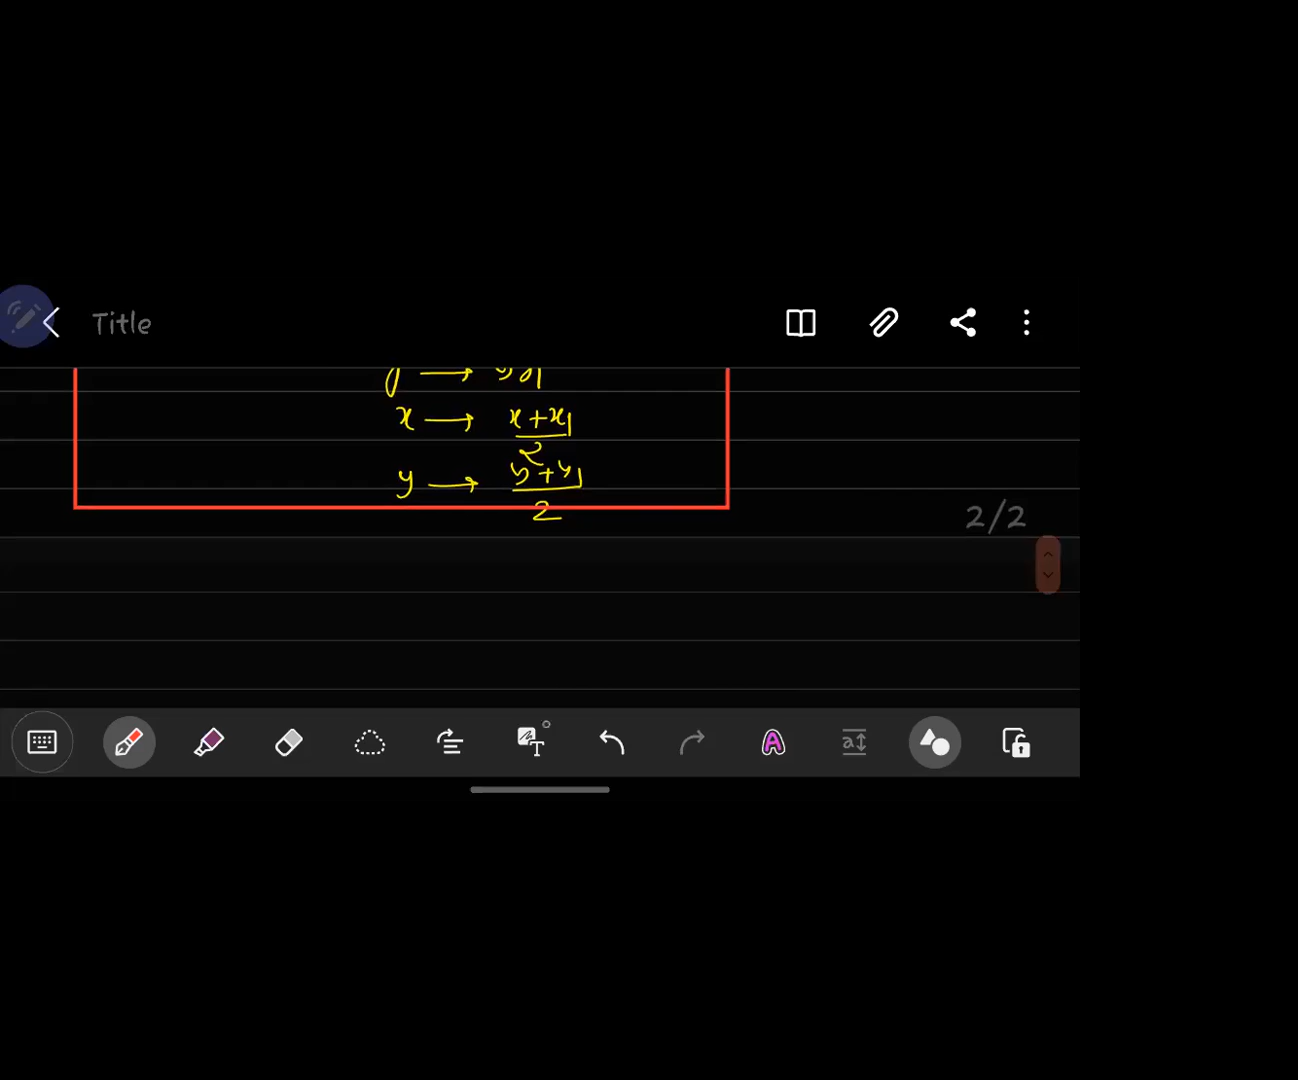 Title
x → x+x₁
2
y → y+y₁
2
2/2